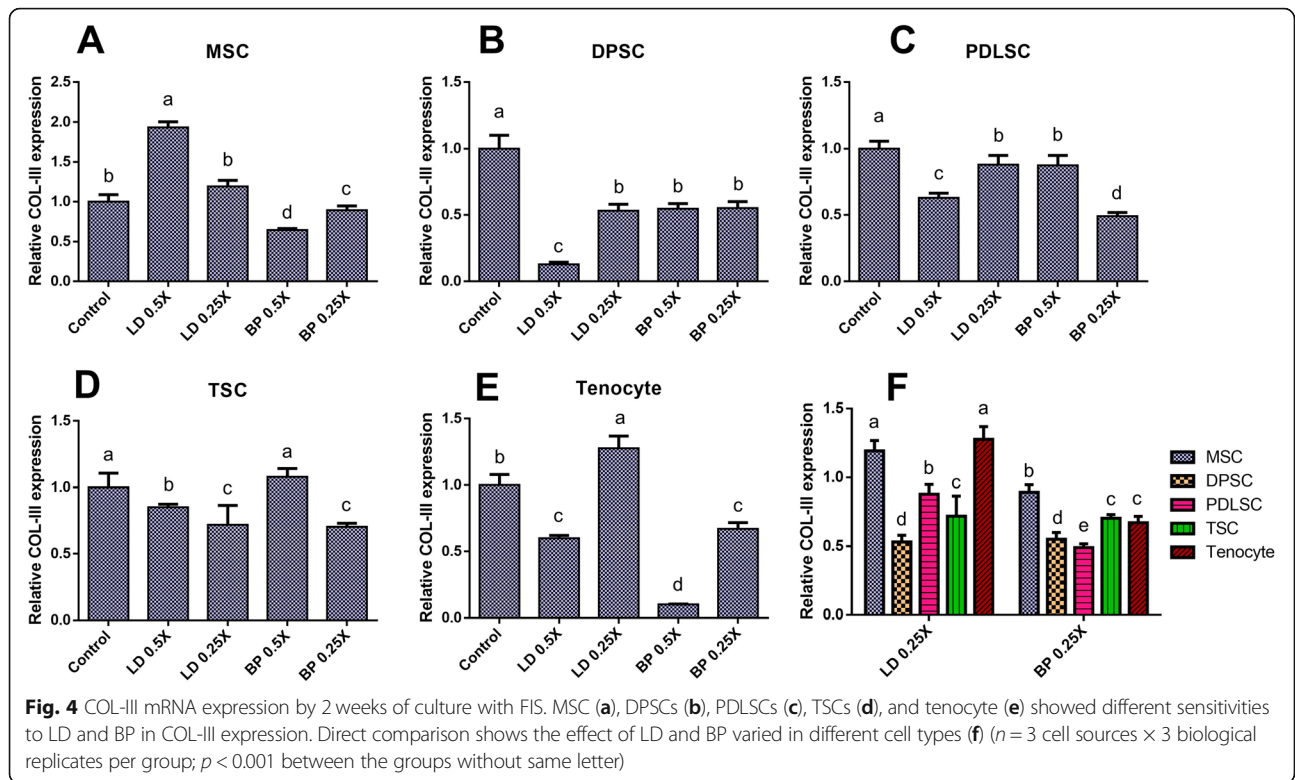 A
MSC
Relative COL-III expression
2.5
2.0
1.5
1.0
0.5
0.0
b
a
b
d
c
Control
LD 0.5X
LD 0.25X
BP 0.5X
BP 0.25X
B
DPSC
Relative COL-III expression
1.5
1.0
0.5
0.0
a
c
b
b
b
Control
LD 0.5X
LD 0.25X
BP 0.5X
BP 0.25X
C
PDLSC
Relative COL-III expression
1.5
1.0
0.5
0.0
a
c
b
b
d
Control
LD 0.5X
LD 0.25X
BP 0.5X
BP 0.25X
D
TSC
Relative COL-III expression
1.5
1.0
0.5
0.0
a
b
c
a
c
Control
LD 0.5X
LD 0.25X
BP 0.5X
BP 0.25X
E
Tenocyte
Relative COL-III expression
1.5
1.0
0.5
0.0
b
c
a
d
c
Control
LD 0.5X
LD 0.25X
BP 0.5X
BP 0.25X
F
Relative COL-III expression
1.5
1.0
0.5
0.0
a
d
b
c
a
b
d
e
c
c
LD 0.25X
BP 0.25X
MSC
DPSC
PDLSC
TSC
Tenocyte
Fig. 4 COL-III mRNA expression by 2 weeks of culture with FIS. MSC (a), DPSCs (b), PDLSCs (c), TSCs (d), and tenocyte (e) showed different sensitivities
to LD and BP in COL-III expression. Direct comparison shows the effect of LD and BP varied in different cell types (f) (n = 3 cell sources × 3 biological
replicates per group; p < 0.001 between the groups without same letter)